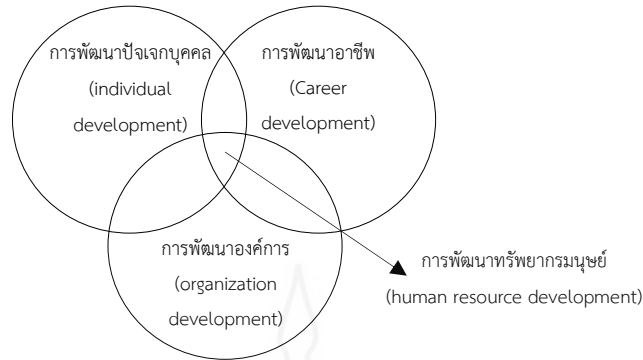 การพัฒนาปัจเจกบุคคล
(individual
development)
การพัฒนาอาชีพ
(Career
development)
การพัฒนาองค์การ
(organization
development)
การพัฒนาทรัพยากรมนุษย์
(human resource development)